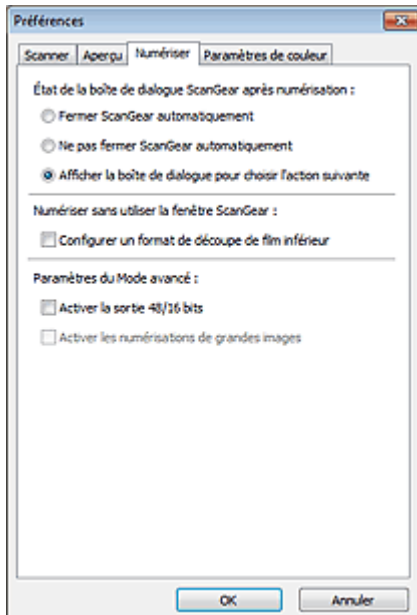 Préférences
Scanner Aperçu Numériser Paramètres de couleur
État de la boîte de dialogue ScanGear après numérisation :
Fermer ScanGear automatiquement
Ne pas fermer ScanGear automatiquement
Afficher la boîte de dialogue pour choisir l'action suivante
Numériser sans utiliser la fenêtre ScanGear :
Configurer un format de découpe de film inférieur
Paramètres du Mode avancé :
Activer la sortie 48/16 bits
Activer les numérisations de grandes images
OK Annuler